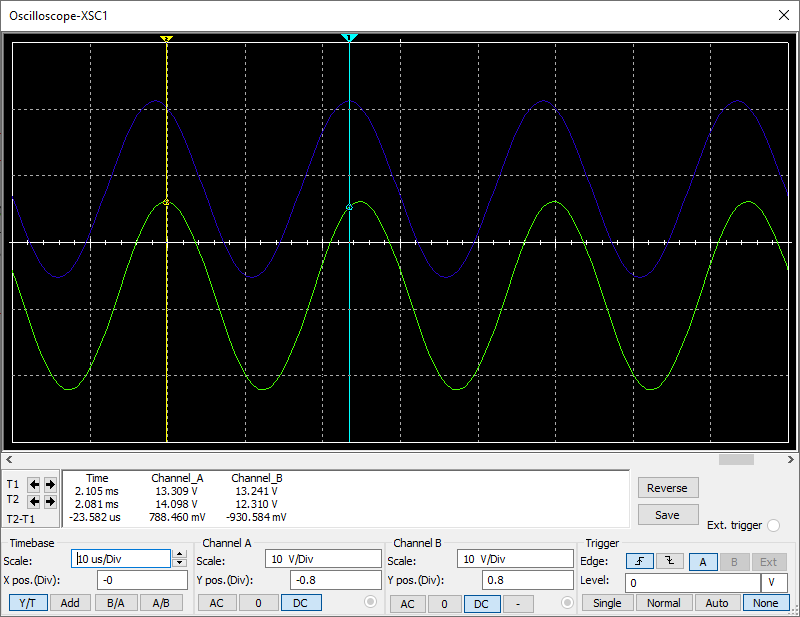 Oscilloscope-XSC1
2
1
Time Channel_A Channel_B
T1 2.105 ms 13.309 V 13.241 V
T2 2.081 ms 14.098 V 12.310 V
T2-T1 -23.582 us 788.460 mV -930.584 mV
Reverse
Save
Ext. trigger
Timebase
Scale: 10 us/Div
X pos.(Div): -0
Y/T Add B/A A/B
Channel A
Scale: 10 V/Div
Y pos.(Div): -0.8
AC 0 DC
Channel B
Scale: 10 V/Div
Y pos.(Div): 0.8
AC 0 DC -
Trigger
Edge: A B Ext
Level: 0 V
Single Normal Auto None